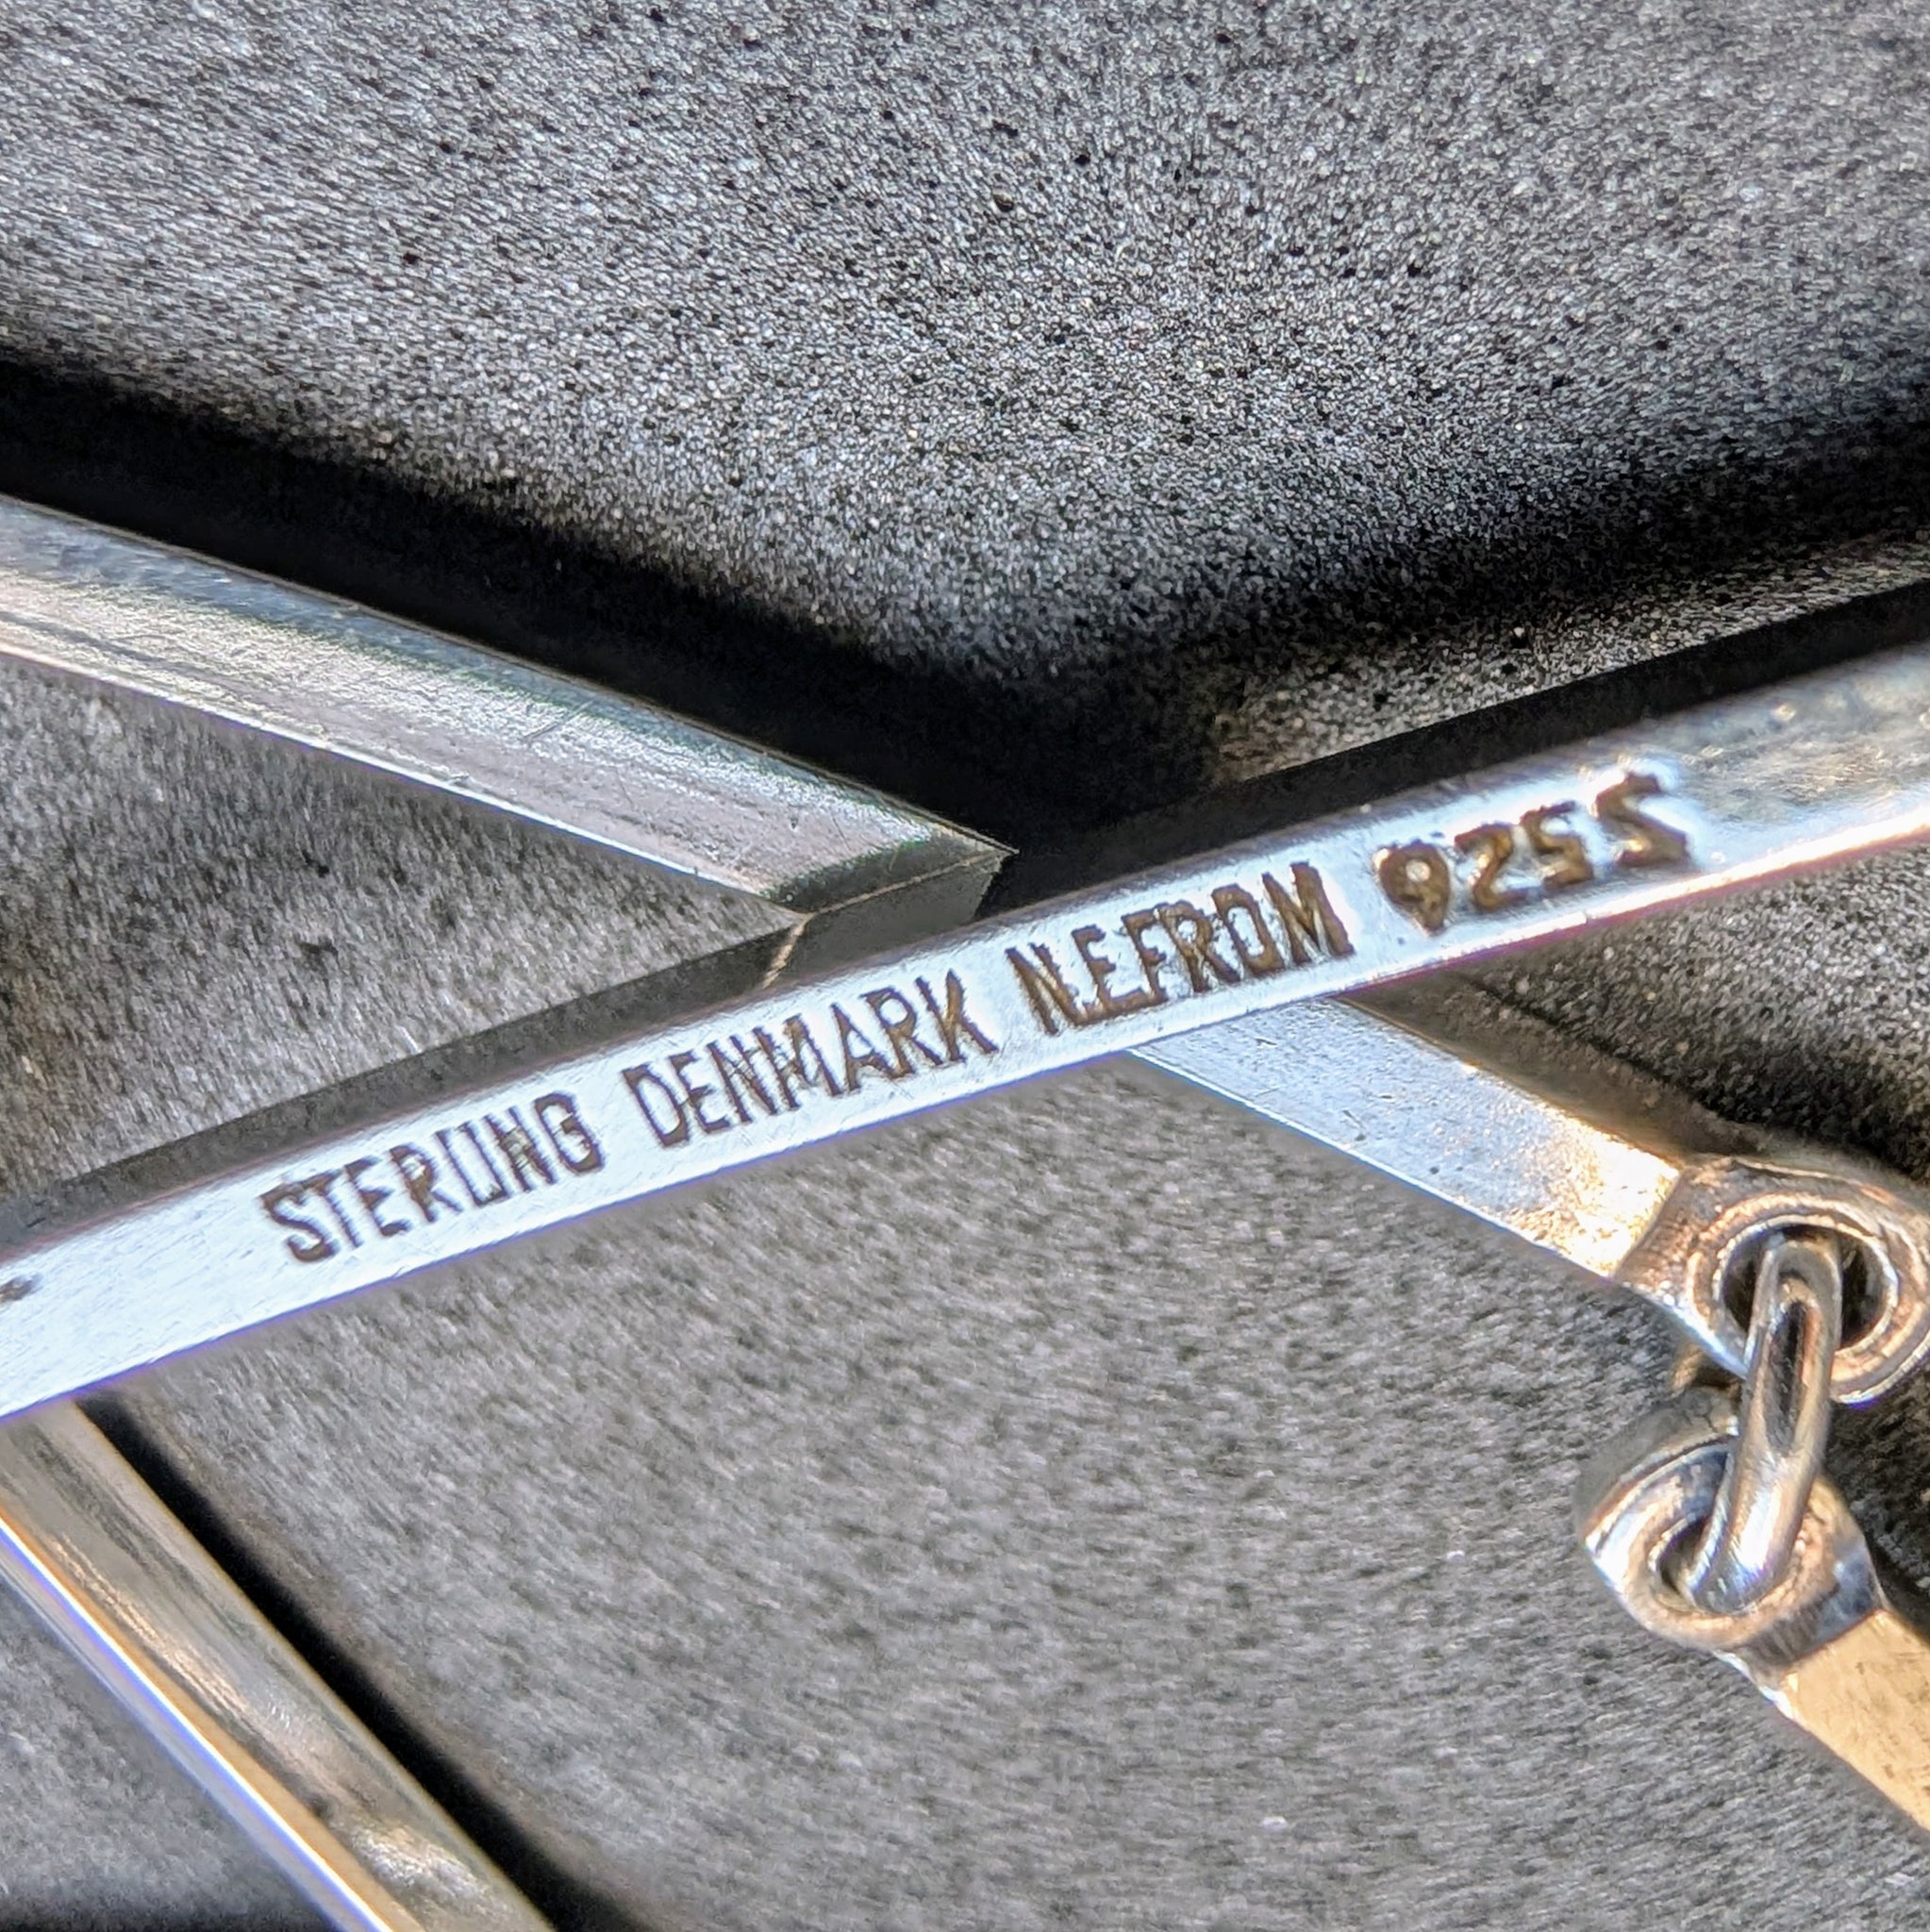 STERLING DENMARK N.E.FROM 925S